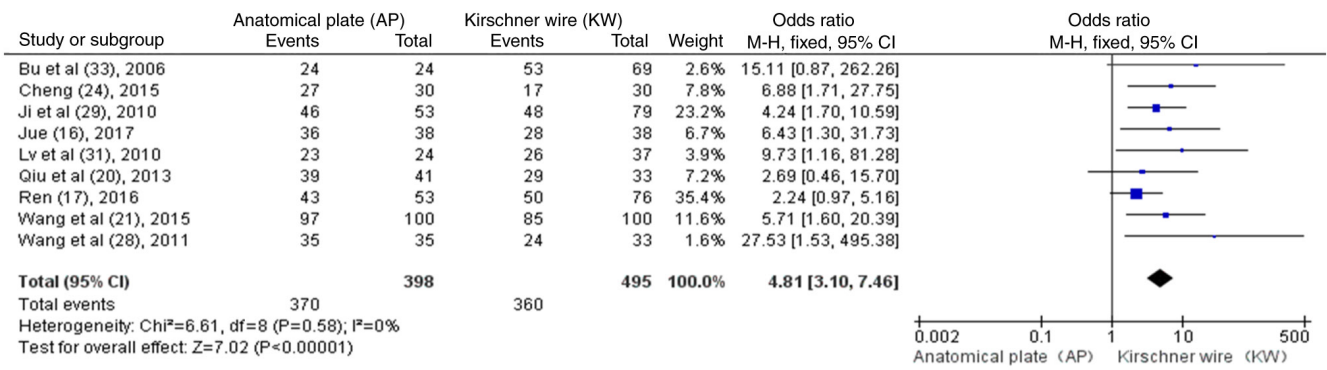 Anatomical plate (AP) Kirschner wire (KW) Odds ratio Odds ratio
Study or subgroup Events Total Events Total Weight M-H, fixed, 95% CI M-H, fixed, 95% CI
Bu et al (33), 2006 24 24 53 69 2.6% 15.11 [0.87, 262.26]
Cheng (24), 2015 27 30 17 30 7.8% 6.88 [1.71, 27.75]
Ji et al (29), 2010 46 53 48 79 23.2% 4.24 [1.70, 10.59]
Jue (16), 2017 36 38 28 38 6.7% 6.43 [1.30, 31.73]
Lv et al (31), 2010 23 24 26 37 3.9% 9.73 [1.16, 81.28]
Qiu et al (20), 2013 39 41 29 33 7.2% 2.69 [0.46, 15.70]
Ren (17), 2016 43 53 50 76 35.4% 2.24 [0.97, 5.16]
Wang et al (21), 2015 97 100 85 100 11.6% 5.71 [1.60, 20.39]
Wang et al (28), 2011 35 35 24 33 1.6% 27.53 [1.53, 495.38]
Total (95% CI) 398 495 100.0% 4.81 [3.10, 7.46]
Total events 370 360
Heterogeneity: Chi²=6.61, df=8 (P=0.58); I²=0%
Test for overall effect: Z=7.02 (P<0.00001)
0.002 0.1 1 10 500
Anatomical plate (AP) Kirschner wire (KW)